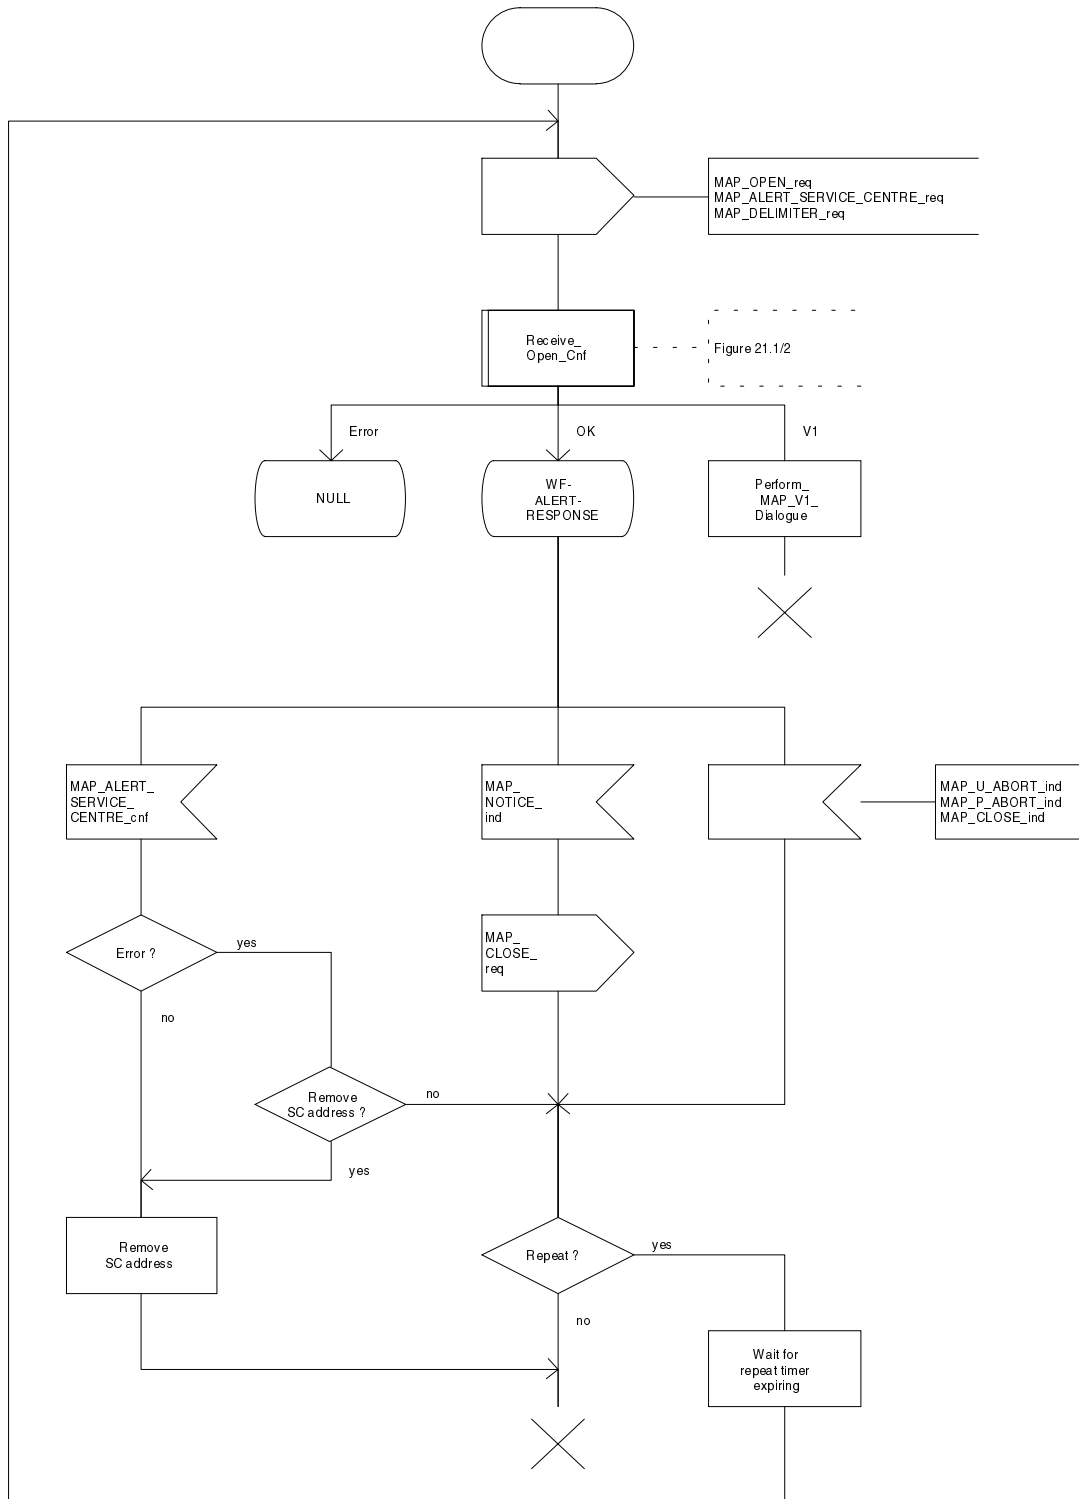 MAP_OPEN_req
MAP_ALERT_SERVICE_CENTRE_req
MAP_DELIMITER_req
Receive_
Open_Cnf
Figure 21.1/2
Error
OK
V1
NULL
WF-
ALERT-
RESPONSE
Perform_
MAP_V1_
Dialogue
MAP_ALERT_
SERVICE_
CENTRE_cnf
MAP_
NOTICE_
ind
MAP_U_ABORT_ind
MAP_P_ABORT_ind
MAP_CLOSE_ind
Error ?
yes
MAP_
CLOSE_
req
no
Remove
SC address ?
no
yes
Remove
SC address
Repeat ?
yes
no
Wait for
repeat timer
expiring